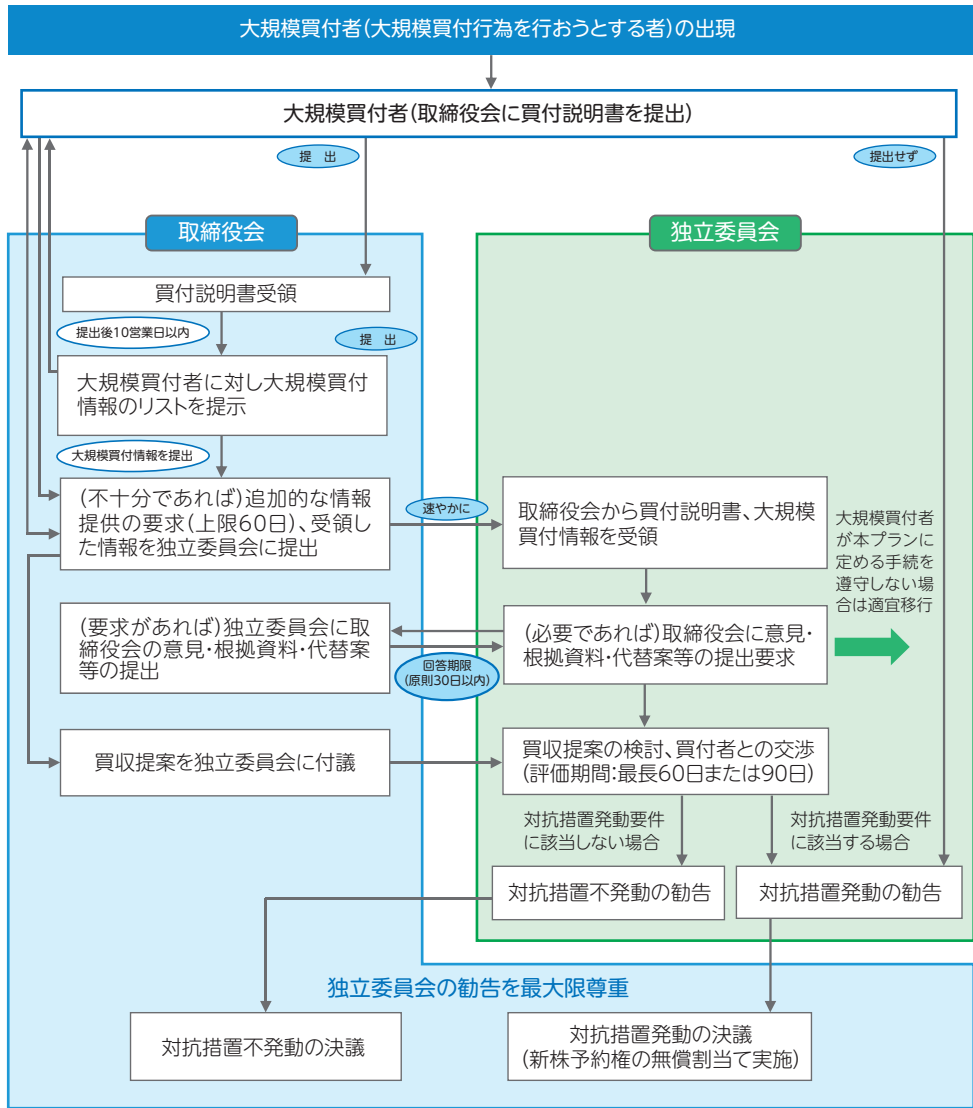 大規模買付者(大規模買付行為を行おうとする者)の出現
大規模買付者(取締役会に買付説明書を提出)
提 出
提出せず
取締役会
独立委員会
買付説明書受領
提出後10営業日以内
提 出
大規模買付者に対し大規模買付
情報のリストを提示
大規模買付情報を提出
(不十分であれば)追加的な情報
提供の要求(上限60日)、受領し
た情報を独立委員会に提出
速やかに
取締役会から買付説明書、大規模
買付情報を受領
大規模買付者
が本プランに
定める手続を
遵守しない場
合は適宜移行
(要求があれば)独立委員会に取
締役会の意見・根拠資料・代替案
等の提出
回答期限
(原則30日以内)
(必要であれば)取締役会に意見・
根拠資料・代替案等の提出要求
買収提案を独立委員会に付議
買収提案の検討、買付者との交渉
(評価期間:最長60日または90日)
対抗措置発動要件
に該当しない場合
対抗措置発動要件
に該当する場合
対抗措置不発動の勧告
対抗措置発動の勧告
独立委員会の勧告を最大限尊重
対抗措置不発動の決議
対抗措置発動の決議
(新株予約権の無償割当て実施)